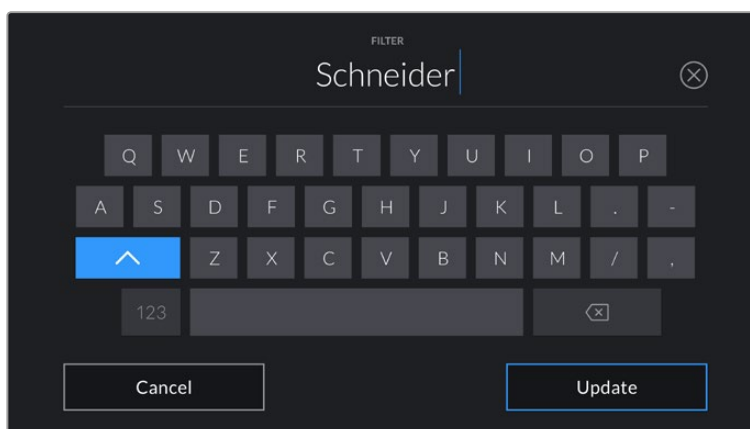 FILTER
Schneider
Q W E R T Y U I O P
A S D F G H J K L . -
Z X C V B N M / ,
123
Cancel Update